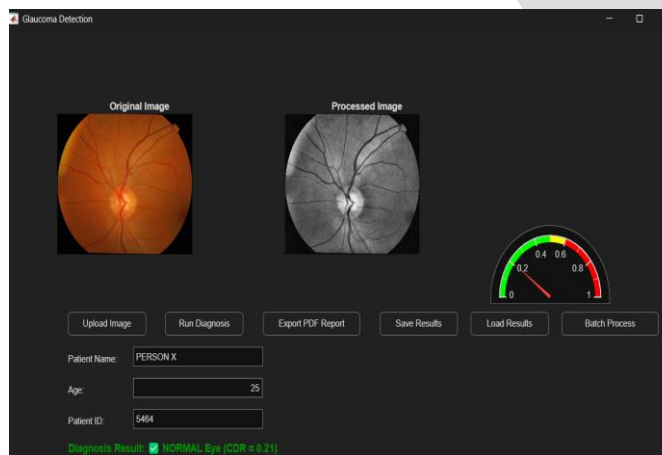 Glaucoma Detection
Original Image
Processed Image
0 0.2 0.4 0.6 0.8 1
Upload Image
Run Diagnosis
Export PDF Report
Save Results
Load Results
Batch Process
Patient Name: PERSON X
Age: 25
Patient ID: 5464
Diagnosis Result: ✅ NORMAL Eye (CDR = 0.21)